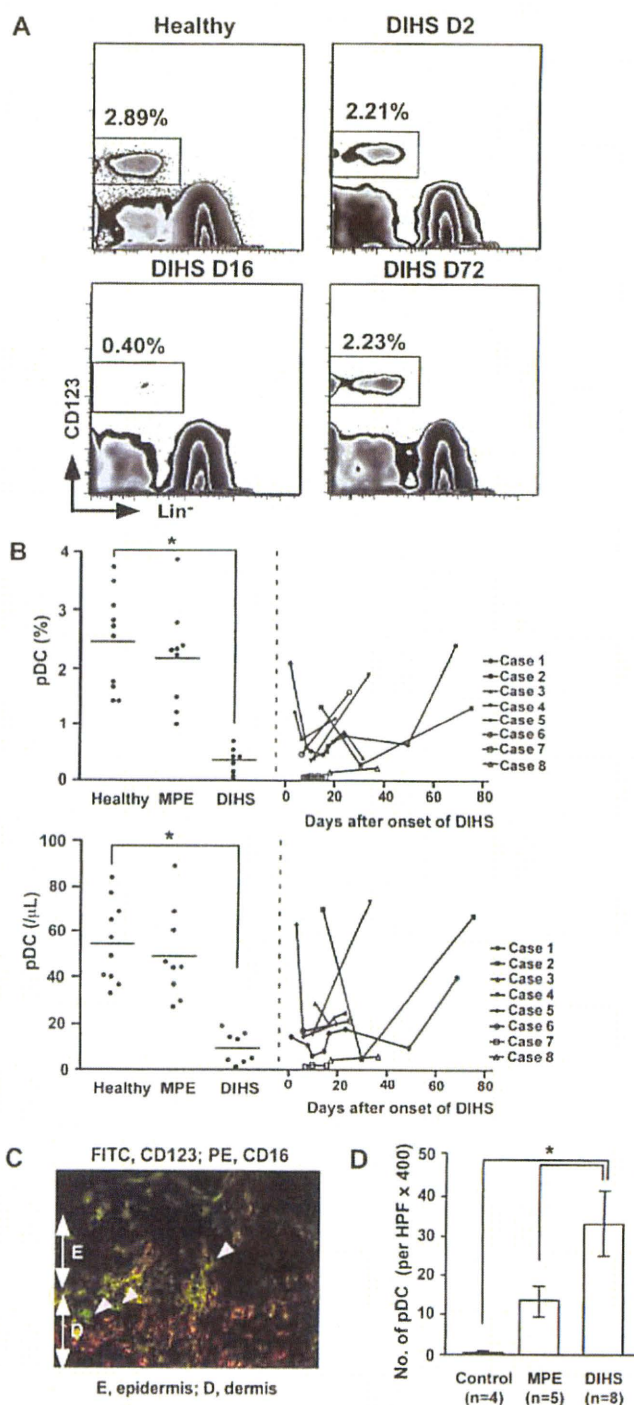 A
Healthy
DIHS D2
2.89%
2.21%
DIHS D16
DIHS D72
0.40%
2.23%
CD123
Lin-
B
*
pDC (%)
4
3
2
1
0
Healthy MPE DIHS
0 20 40 60 80
Days after onset of DIHS
Case 1
Case 2
Case 3
Case 4
Case 5
Case 6
Case 7
Case 8
*
pDC (/μL)
100
80
60
40
20
0
Healthy MPE DIHS
0 20 40 60 80
Days after onset of DIHS
Case 1
Case 2
Case 3
Case 4
Case 5
Case 6
Case 7
Case 8
C
FITC, CD123; PE, CD16
E
D
E, epidermis; D, dermis
D
*
No. of pDC (per HPF x 400)
50
40
30
20
10
0
Control MPE DIHS
(n=4) (n=5) (n=8)